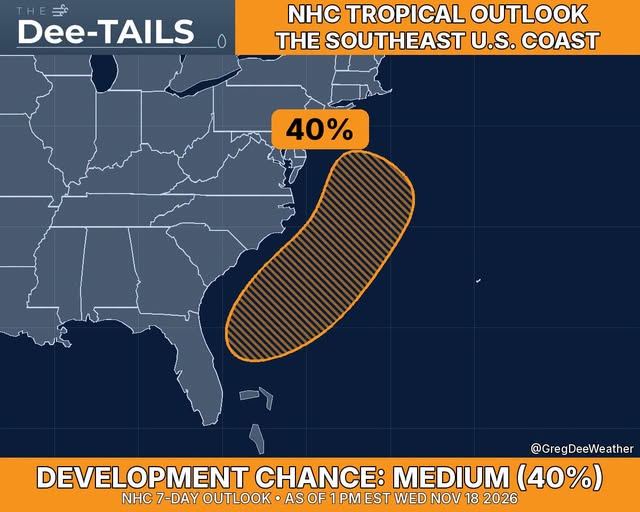 THE
Dee-TAILS
NHC TROPICAL OUTLOOK
THE SOUTHEAST U.S. COAST
40%
@GregDeeWeather
DEVELOPMENT CHANCE: MEDIUM (40%)
NHC 7-DAY OUTLOOK • AS OF 1 PM EST WED NOV 18 2026